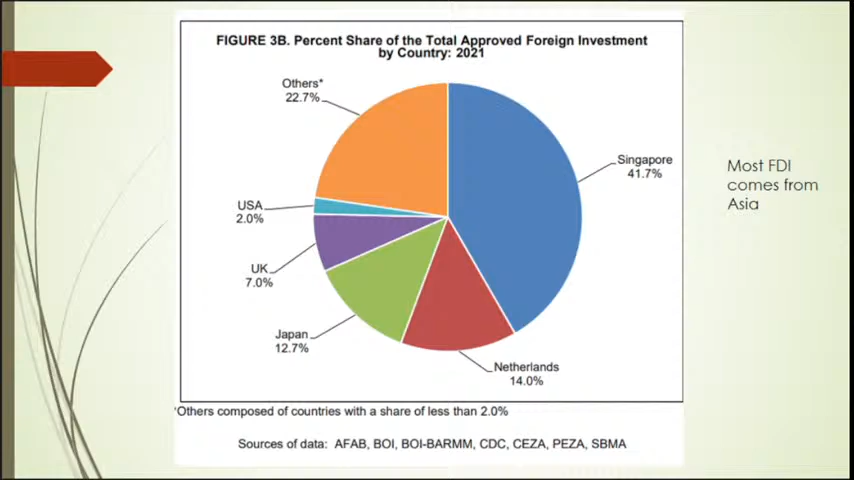 FIGURE 3B. Percent Share of the Total Approved Foreign Investment
by Country: 2021
Others*
22.7%
Singapore
41.7%
USA
2.0%
UK
7.0%
Japan
12.7%
Netherlands
14.0%
*Others composed of countries with a share of less than 2.0%
Sources of data: AFAB, BOI, BOI-BARMM, CDC, CEZA, PEZA, SBMA
Most FDI
comes from
Asia